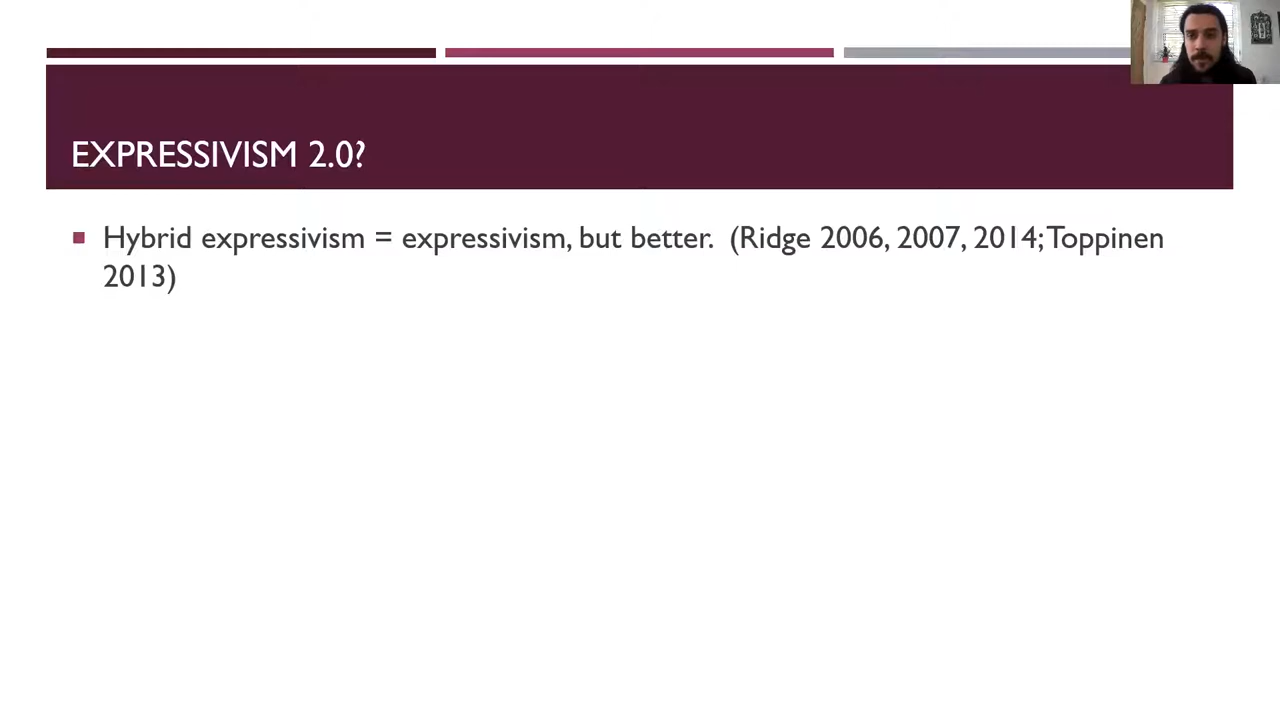 EXPRESSIVISM 2.0?
Hybrid expressivism = expressivism, but better.  (Ridge 2006, 2007, 2014; Toppinen
2013)